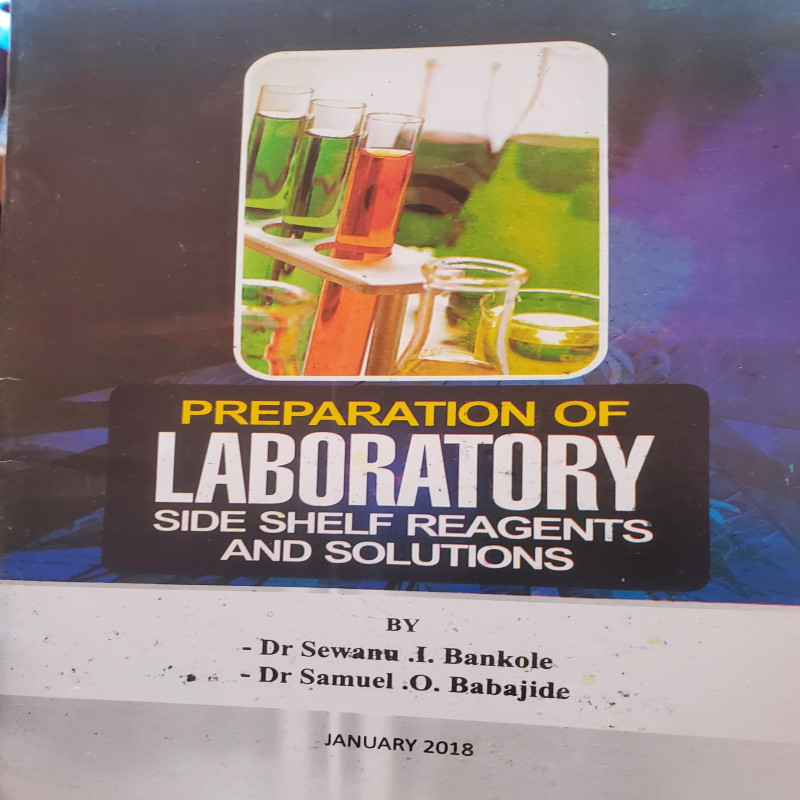 PREPARATION OF
LABORATORY
SIDE SHELF REAGENTS
AND SOLUTIONS
BY
- Dr Sewanu .I. Bankole
- Dr Samuel .O. Babajide
JANUARY 2018